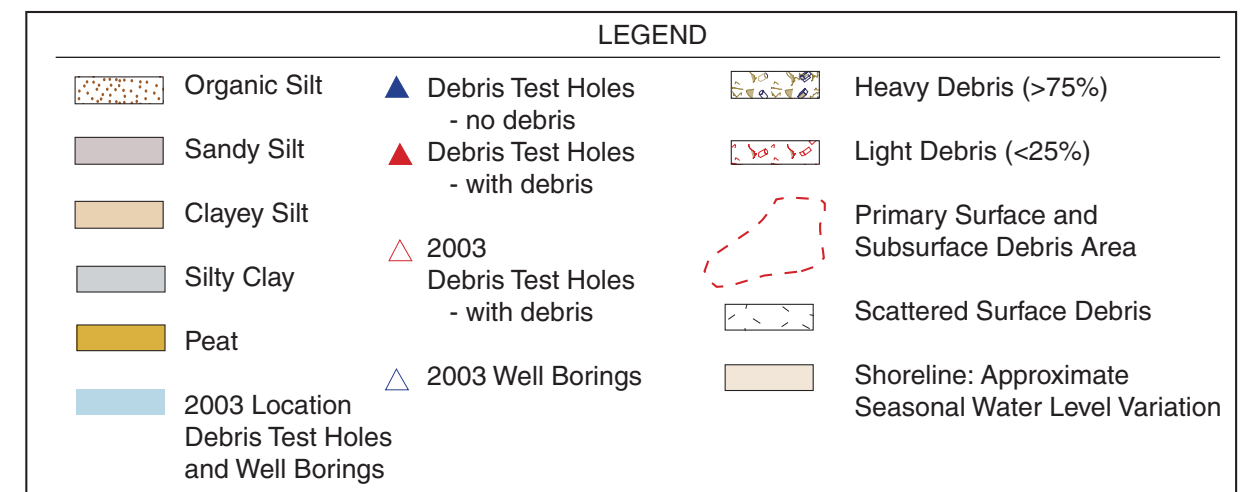 LEGEND
Organic Silt
Sandy Silt
Clayey Silt
Silty Clay
Peat
2003 Location
Debris Test Holes
and Well Borings
Debris Test Holes
- no debris
Debris Test Holes
- with debris
2003
Debris Test Holes
- with debris
2003 Well Borings
Heavy Debris (>75%)
Light Debris (<25%)
Primary Surface and
Subsurface Debris Area
Scattered Surface Debris
Shoreline: Approximate
Seasonal Water Level Variation